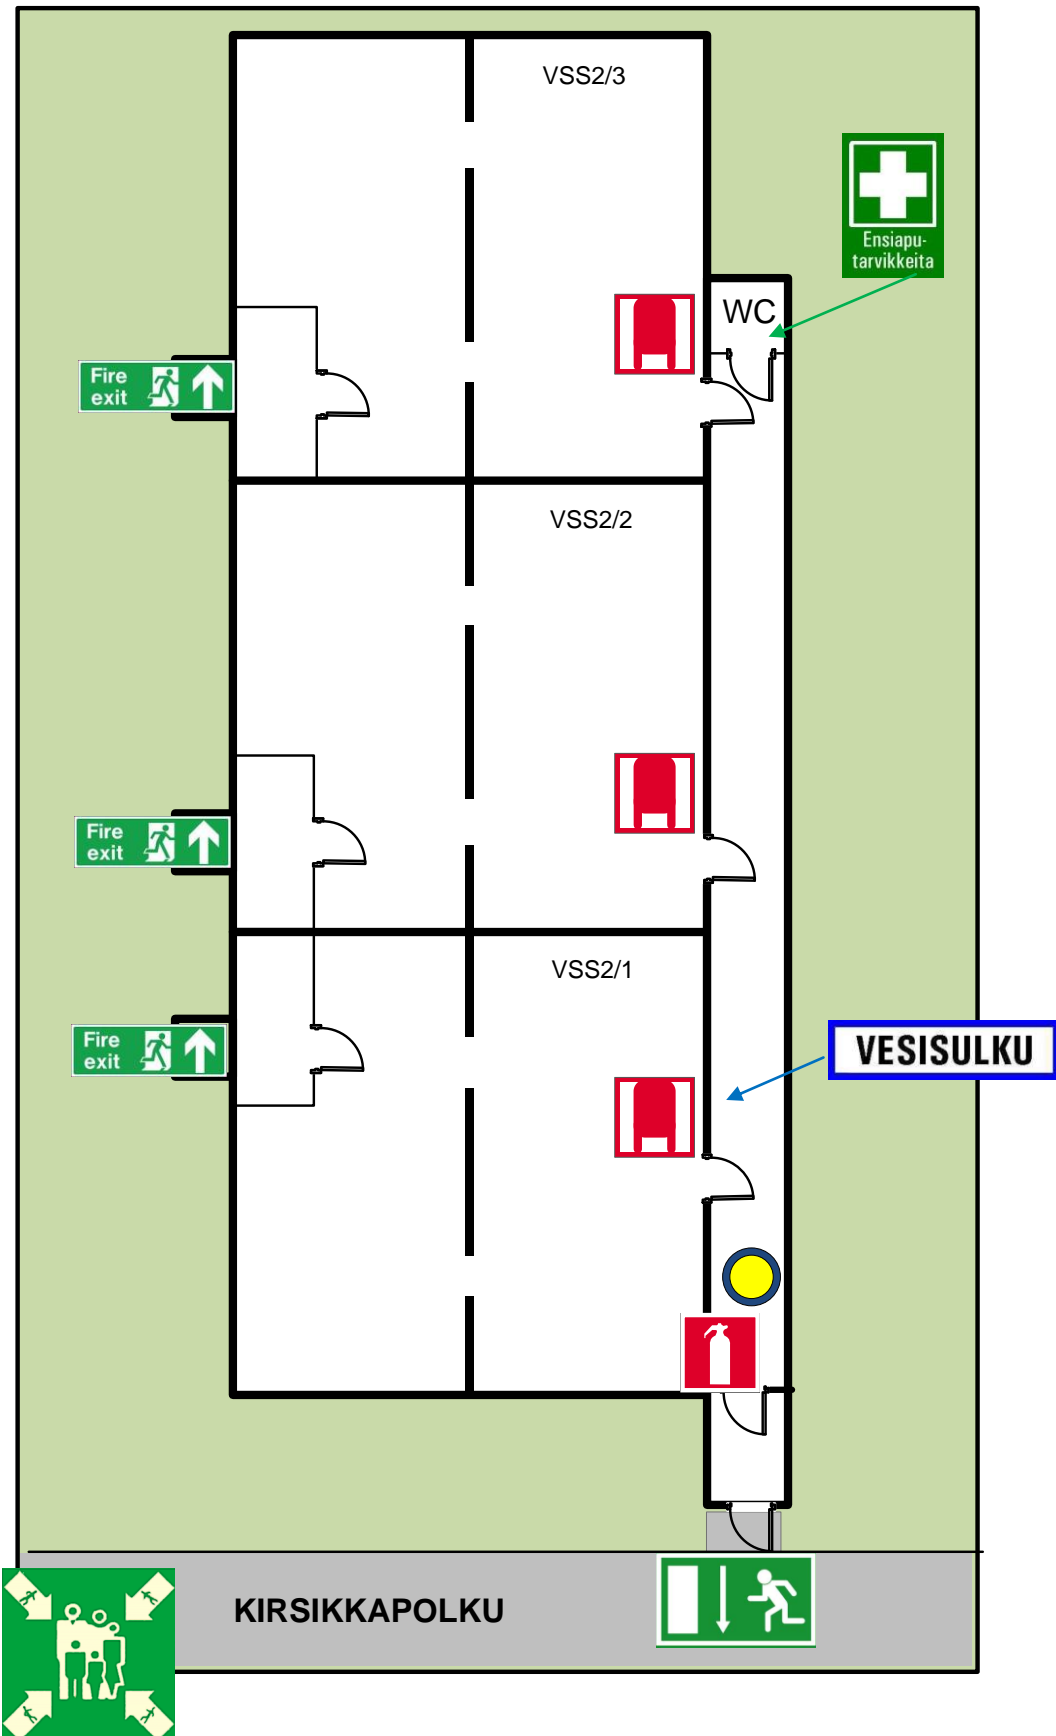 VSS2/3
Ensiapu-
tarvikkeita
WC
Fire
exit
VSS2/2
Fire
exit
VSS2/1
Fire
exit
VESISULKU
KIRSIKKAPOLKU